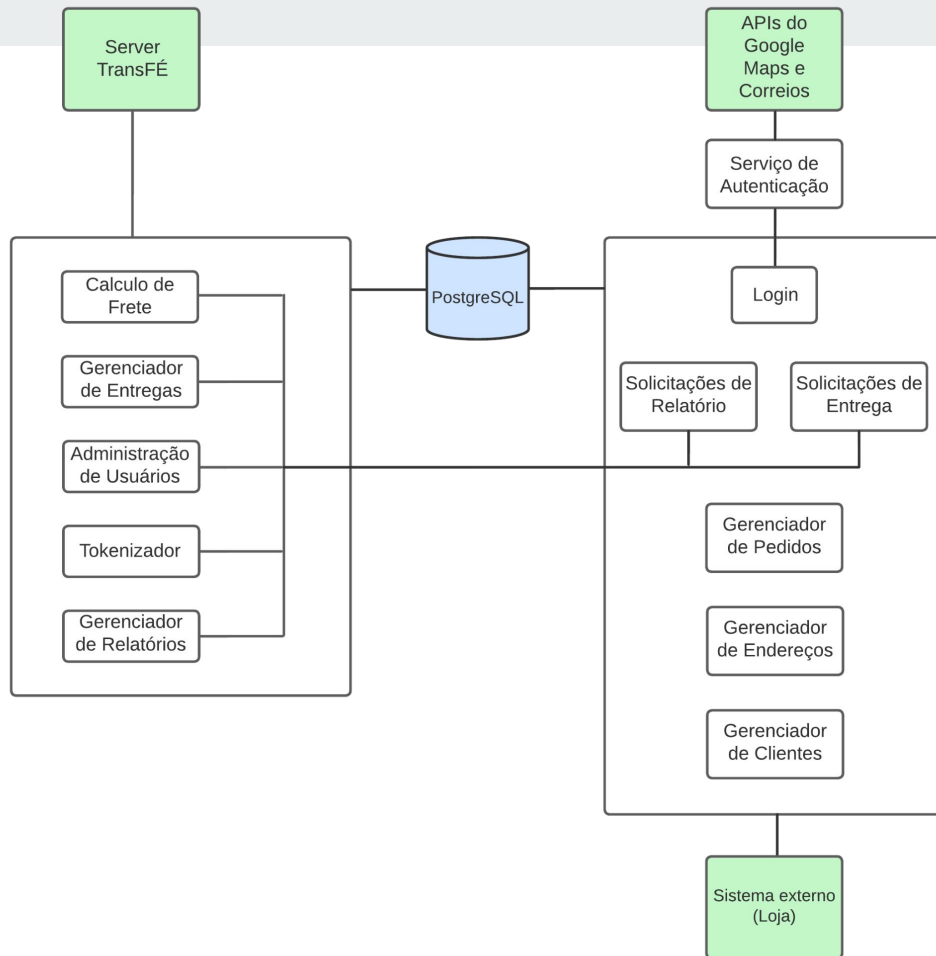 Server
TransFÉ
APIs do
Google
Maps e
Correios
Serviço de
Autenticação
Calculo de
Frete
Gerenciador
de Entregas
Administração
de Usuários
Tokenizador
Gerenciador
de Relatórios
PostgreSQL
Login
Solicitações de
Relatório
Solicitações de
Entrega
Gerenciador
de Pedidos
Gerenciador
de Endereços
Gerenciador
de Clientes
Sistema externo
(Loja)